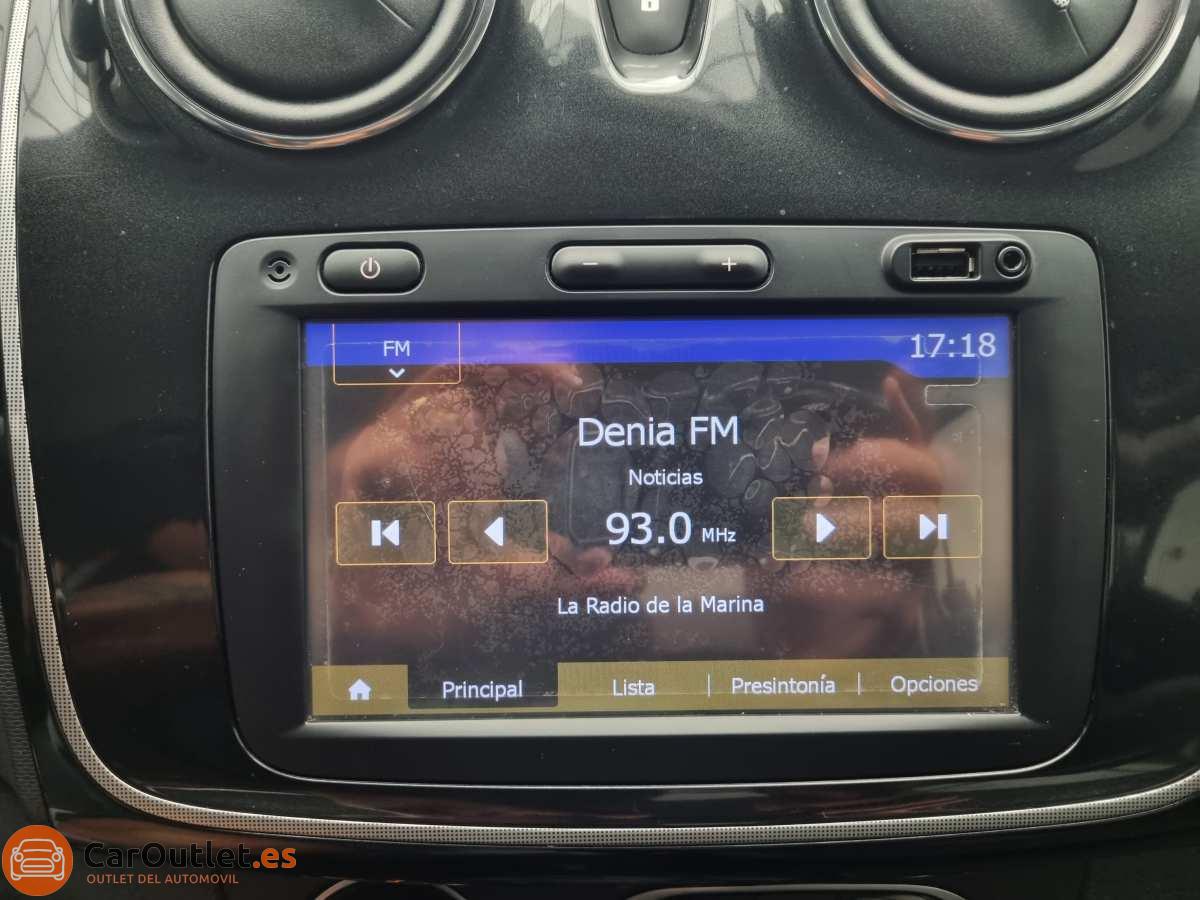 FM
17:18
Denia FM
Noticias
93.0 MHz
La Radio de la Marina
Principal
Lista
Presintonía
Opciones
CarOutlet.es
OUTLET DEL AUTOMOVIL